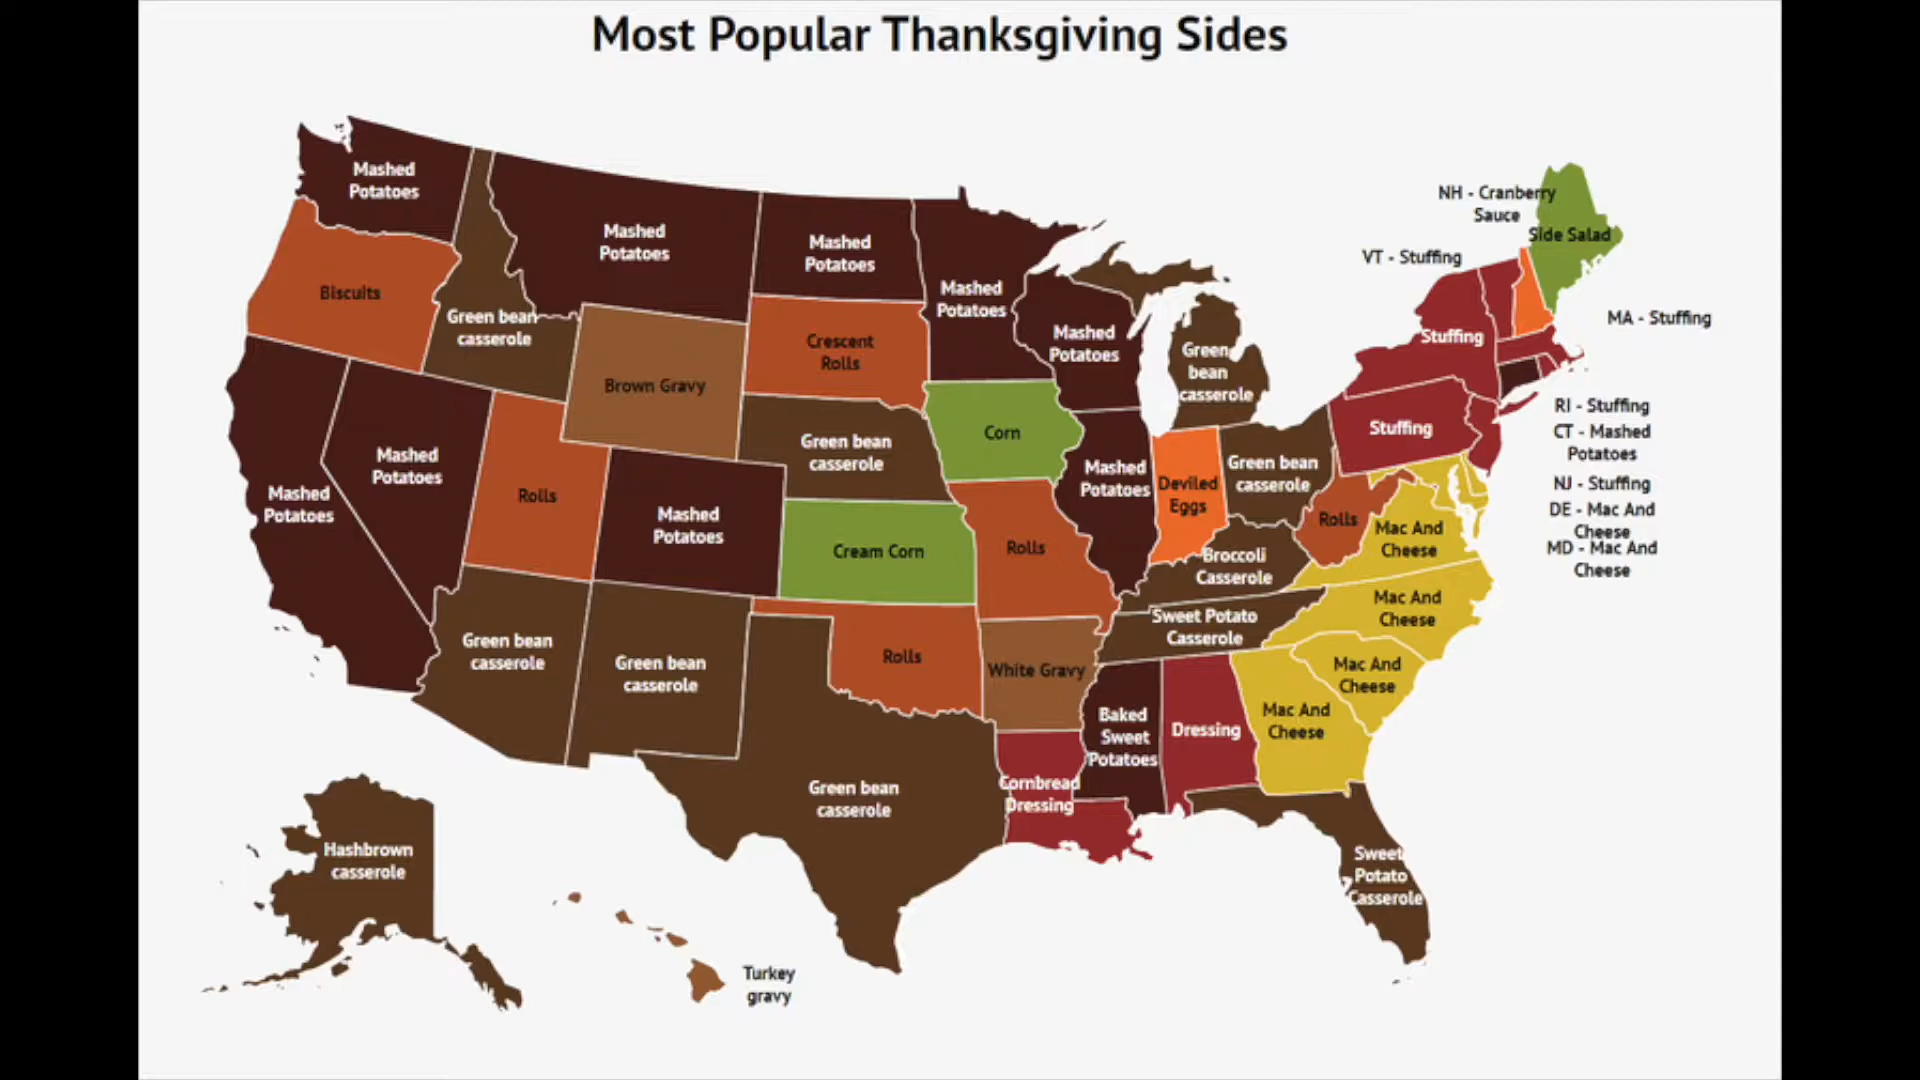 Most Popular Thanksgiving Sides
Mashed
Potatoes
NH - Cranberry
Sauce
Side Salad
Mashed
Potatoes
Mashed
Potatoes
VT - Stuffing
Biscuits
Green bean
casserole
Mashed
Potatoes
Mashed
Potatoes
MA - Stuffing
Crescent
Rolls
Green
bean
casserole
Stuffing
Brown Gravy
RI - Stuffing
CT - Mashed
Potatoes
Corn
Stuffing
Green bean
casserole
Mashed
Potatoes
Mashed
Potatoes
Deviled
Eggs
Green bean
casserole
NJ - Stuffing
Mashed
Potatoes
Rolls
DE - Mac And
Cheese
Mashed
Potatoes
Rolls
Mac And
Cheese
MD - Mac And
Cheese
Cream Corn
Rolls
Broccoli
Casserole
Mac And
Cheese
Sweet Potato
Casserole
Green bean
casserole
Green bean
casserole
Rolls
White Gravy
Mac And
Cheese
Baked
Sweet
Potatoes
Dressing
Mac And
Cheese
Green bean
casserole
Cornbread
Dressing
Hashbrown
casserole
Sweet
Potato
Casserole
Turkey
gravy